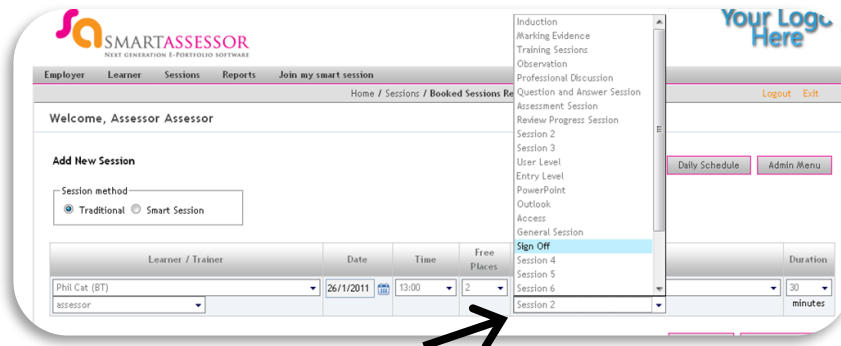 SMARTASSESSOR
NEXT GENERATION E-PORTFOLIO SOFTWARE
Your Logo
Here
Employer Learner Sessions Reports Join my smart session
Home / Sessions / Booked Sessions Re
Logout Exit
Welcome, Assessor Assessor
Add New Session
Daily Schedule Admin Menu
Session method
Traditional Smart Session
Learner / Trainer Date Time Free Places Duration
Phil Cat (BT) 26/1/2011 13:00 2 30
assessor Session 2 minutes
Induction
Marking Evidence
Training Sessions
Observation
Professional Discussion
Question and Answer Session
Assessment Session
Review Progress Session
Session 2
Session 3
User Level
Entry Level
PowerPoint
Outlook
Access
General Session
Sign Off
Session 4
Session 5
Session 6